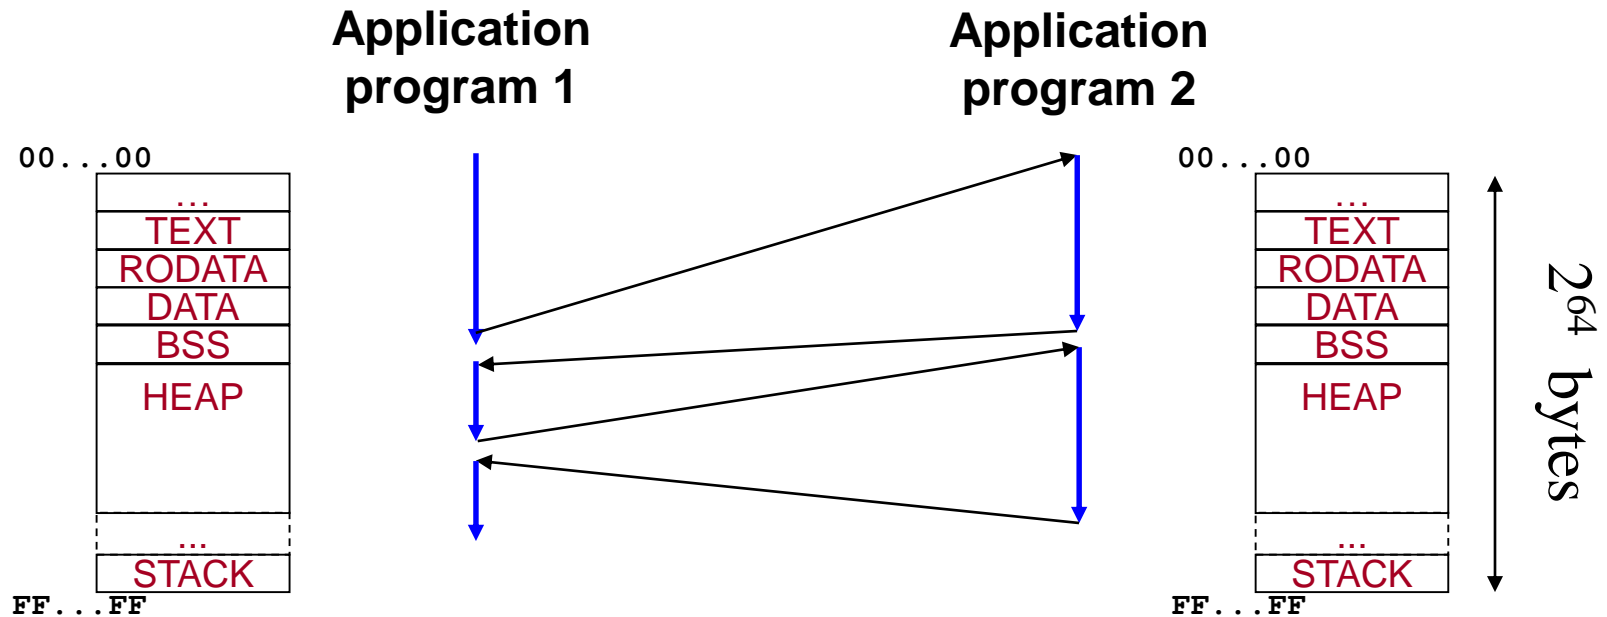 Application
program 1
Application
program 2
00...00
...
TEXT
RODATA
DATA
BSS
HEAP
...
STACK
FF...FF
00...00
...
TEXT
RODATA
DATA
BSS
HEAP
...
STACK
FF...FF
2⁶⁴ bytes